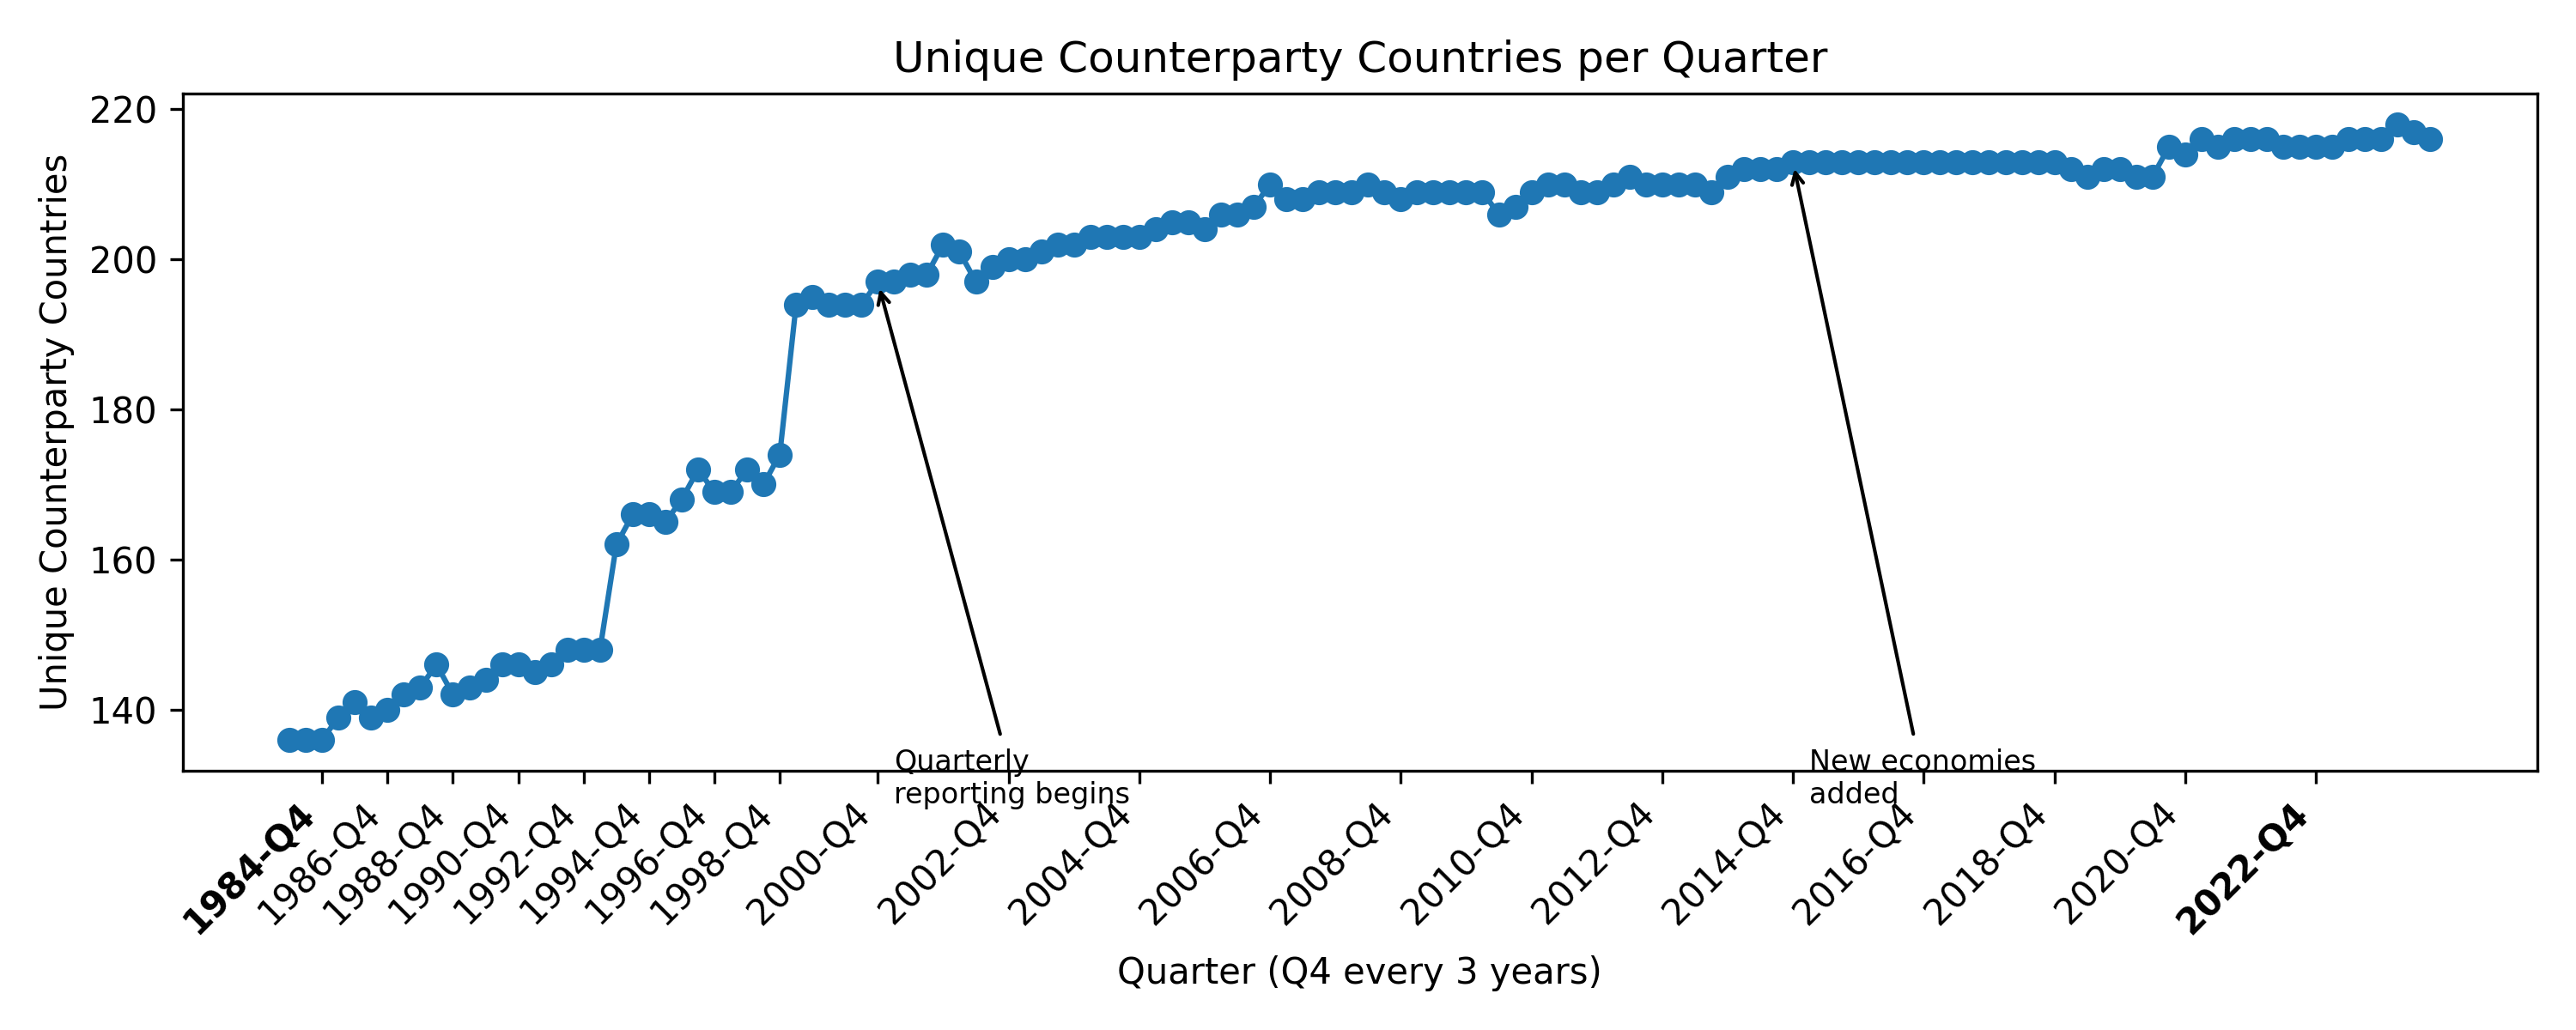 Unique Counterparty Countries per Quarter
Unique Counterparty Countries
220
200
180
160
140
Quarterly
reporting begins
New economies
added
1984-Q4
1986-Q4
1988-Q4
1990-Q4
1992-Q4
1994-Q4
1996-Q4
1998-Q4
2000-Q4
2002-Q4
2004-Q4
2006-Q4
2008-Q4
2010-Q4
2012-Q4
2014-Q4
2016-Q4
2018-Q4
2020-Q4
2022-Q4
Quarter (Q4 every 3 years)